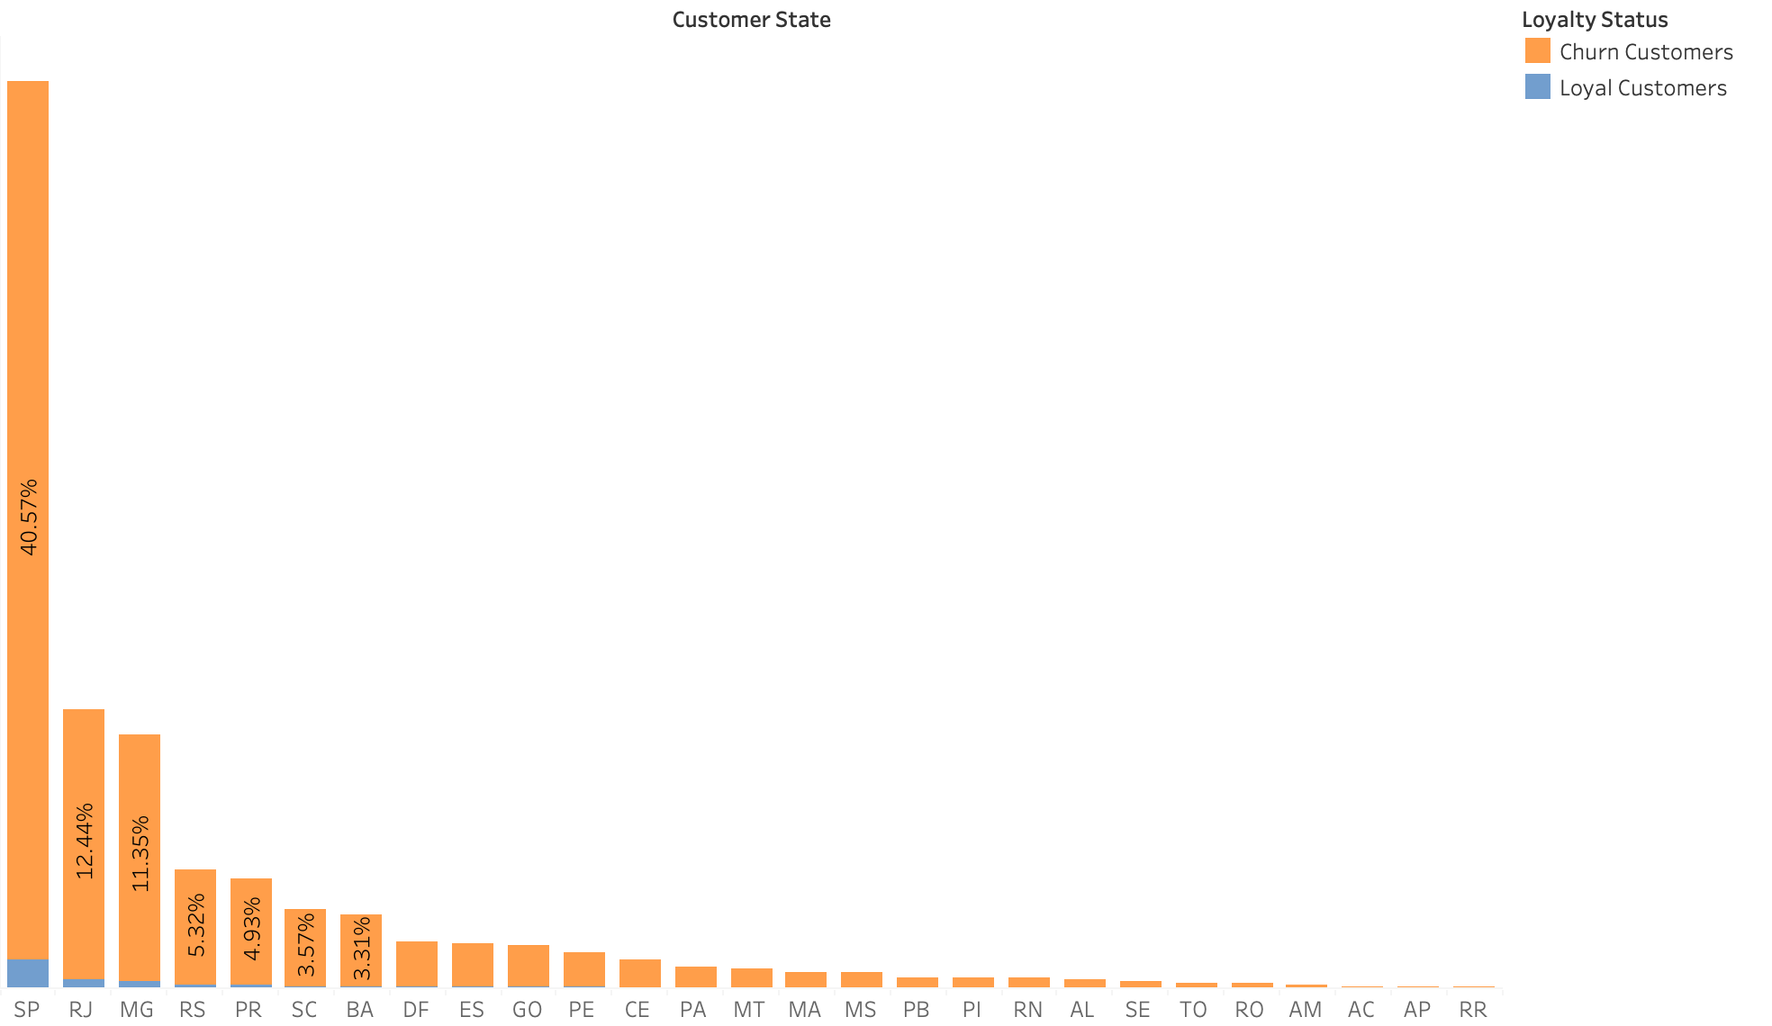 Customer State
Loyalty Status
Churn Customers
Loyal Customers
40.57%
12.44%
11.35%
5.32%
4.93%
3.57%
3.31%
SP RJ MG RS PR SC BA DF ES GO PE CE PA MT MA MS PB PI RN AL SE TO RO AM AC AP RR